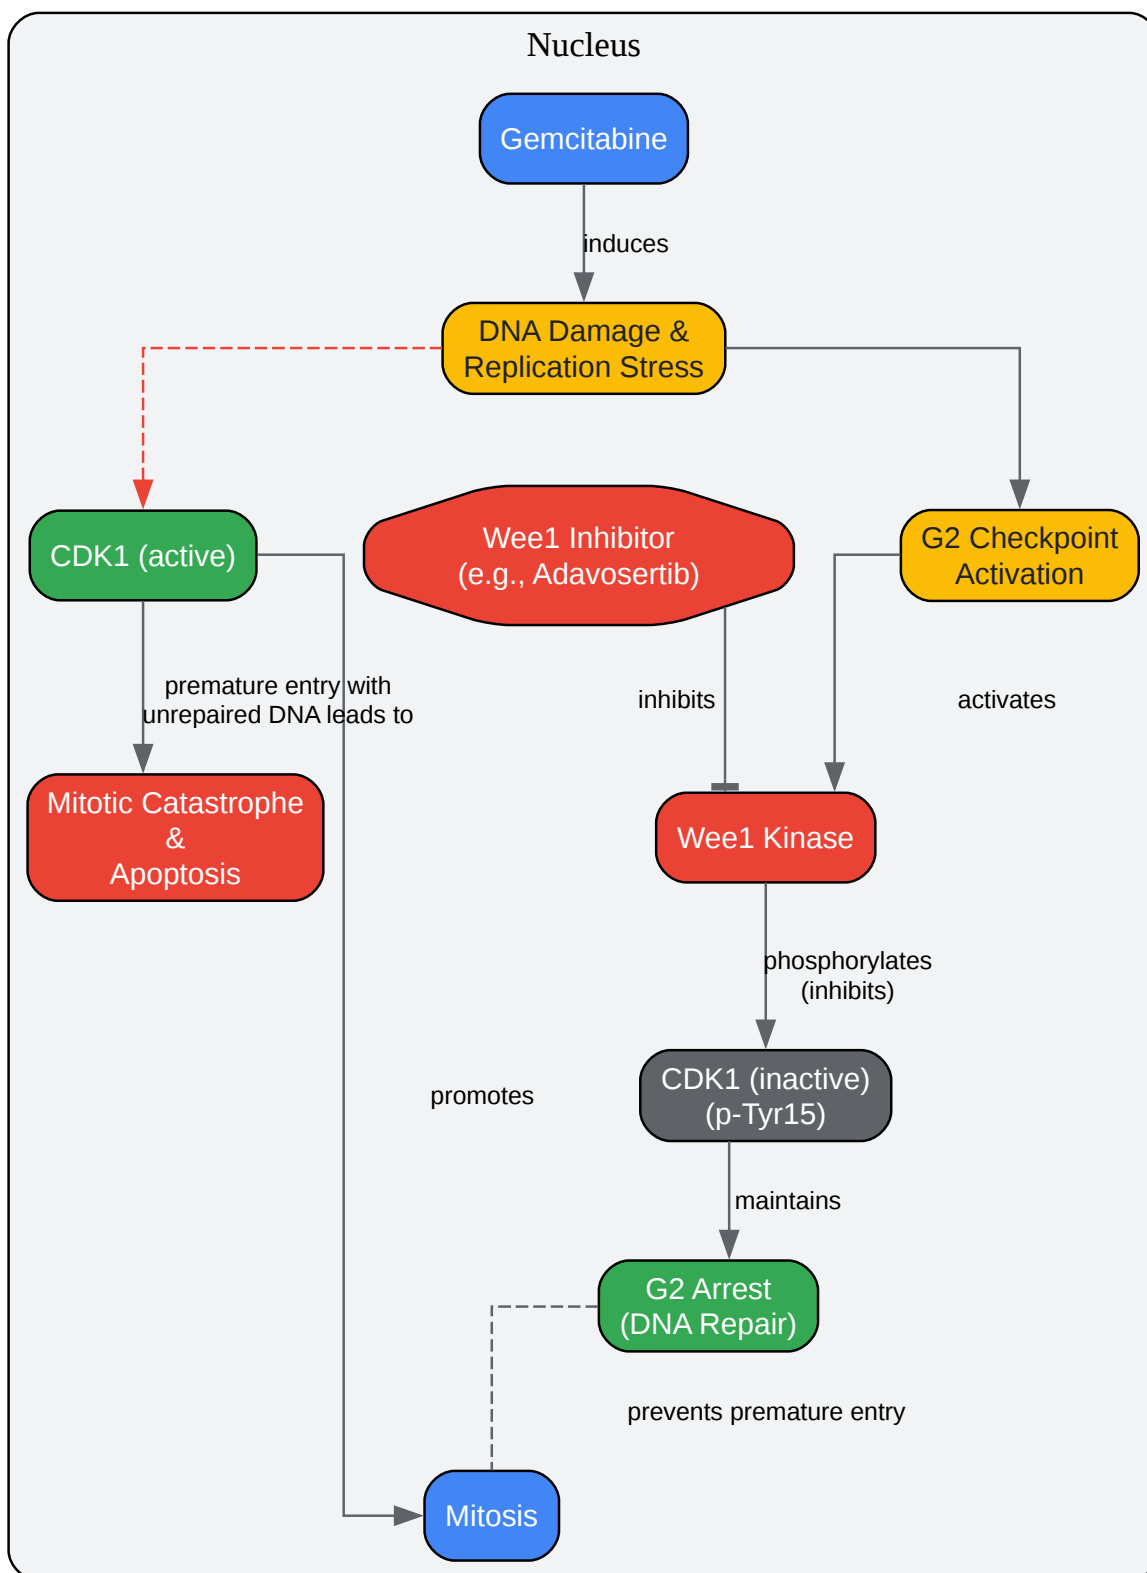 Nucleus
Gemcitabine
induces
DNA Damage &
Replication Stress
CDK1 (active)
Wee1 Inhibitor
(e.g., Adavosertib)
G2 Checkpoint
Activation
premature entry with
unrepaired DNA leads to
inhibits
activates
Mitotic Catastrophe
&
Apoptosis
Wee1 Kinase
phosphorylates
(inhibits)
CDK1 (inactive)
(p-Tyr15)
promotes
maintains
G2 Arrest
(DNA Repair)
prevents premature entry
Mitosis